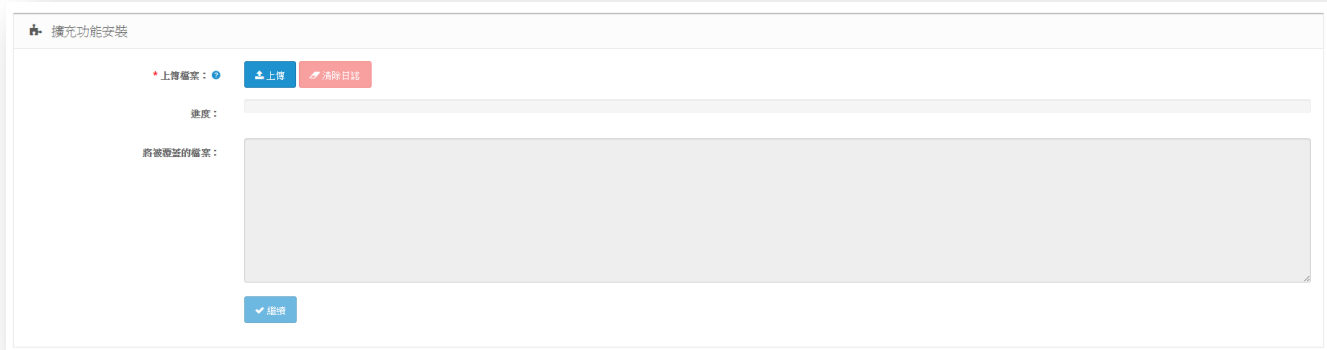 擴充功能安裝
* 上傳檔案： 上傳 清除日誌
進度：
將被覆蓋的檔案：
繼續